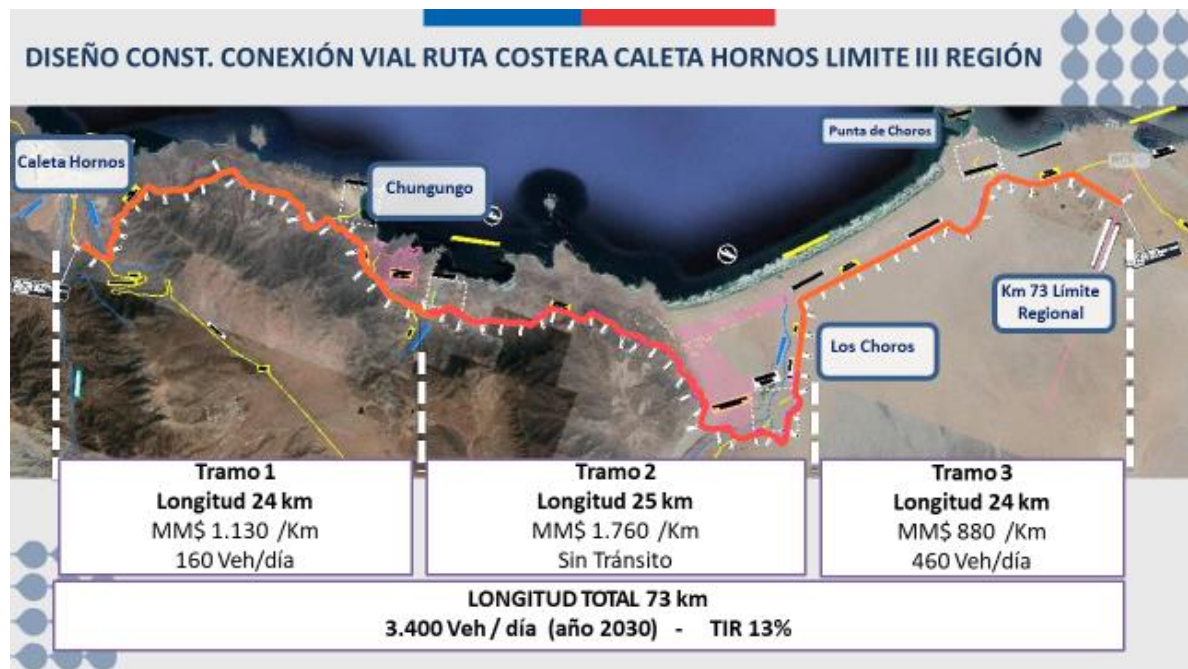 DISEÑO CONST. CONEXIÓN VIAL RUTA COSTERA CALETA HORNOS LIMITE III REGIÓN
Caleta Hornos
Chungungo
Punta de Choros
Km 73 Límite
Regional
Los Choros
Tramo 1
Longitud 24 km
MM$ 1.130 /Km
160 Veh/día
Tramo 2
Longitud 25 km
MM$ 1.760 /Km
Sin Tránsito
Tramo 3
Longitud 24 km
MM$ 880 /Km
460 Veh/día
LONGITUD TOTAL 73 km
3.400 Veh / día (año 2030) - TIR 13%